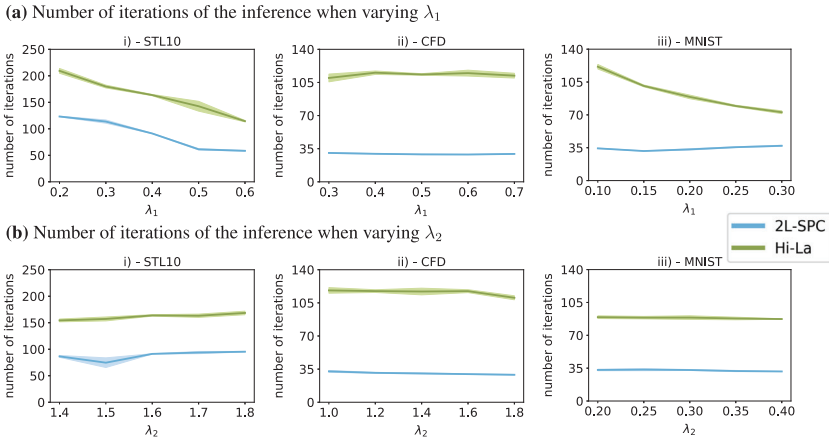 (a) Number of iterations of the inference when varying λ₁
i) - STL10
ii) - CFD
iii) - MNIST
number of iterations
250
200
150
100
50
0
0.2 0.3 0.4 0.5 0.6
λ₁
number of iterations
140
105
70
35
0
0.3 0.4 0.5 0.6 0.7
λ₁
number of iterations
140
105
70
35
0
0.10 0.15 0.20 0.25 0.30
λ₁
2L-SPC
Hi-La
(b) Number of iterations of the inference when varying λ₂
i) - STL10
ii) - CFD
iii) - MNIST
number of iterations
250
200
150
100
50
0
1.4 1.5 1.6 1.7 1.8
λ₂
number of iterations
140
105
70
35
0
1.0 1.2 1.4 1.6 1.8
λ₂
number of iterations
140
105
70
35
0
0.20 0.25 0.30 0.35 0.40
λ₂